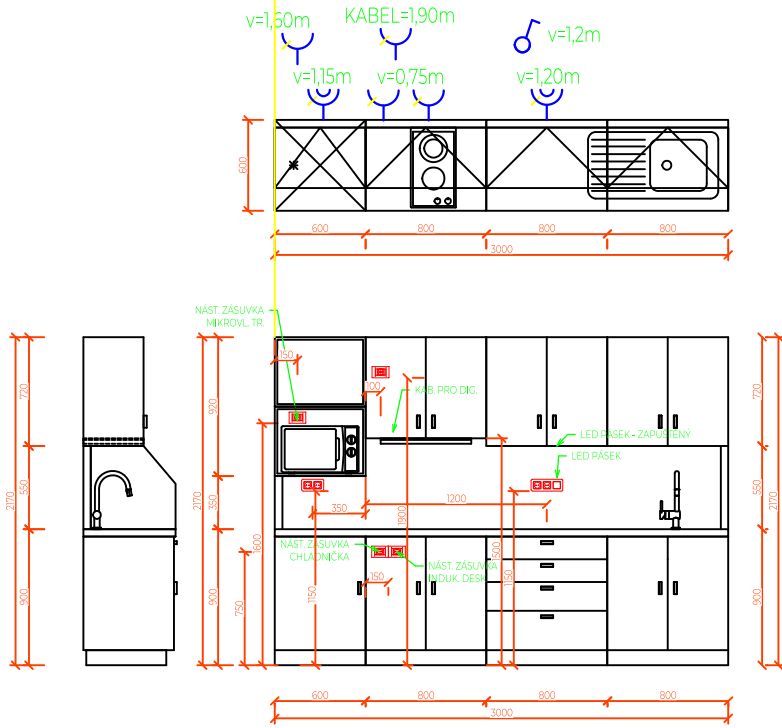 v=1,60m
KABEL=1,90m
v=1,2m
v=1,15m
v=0,75m
v=1,20m
600
600
800
800
800
3000
NÁST. ZÁSUVKA
MIKROVL. TR.
150
100
KAB. PRO DIG.
LED PÁSEK - ZAPUŠTĚNÝ
LED PÁSEK
720
550
900
2170
920
350
900
2170
350
1200
1600
750
1150
1900
1500
1150
NÁST. ZÁSUVKA
CHLADNIČKA
NÁST. ZÁSUVKA
INDUK. DESK.
150
720
550
900
2170
600
800
800
800
3000